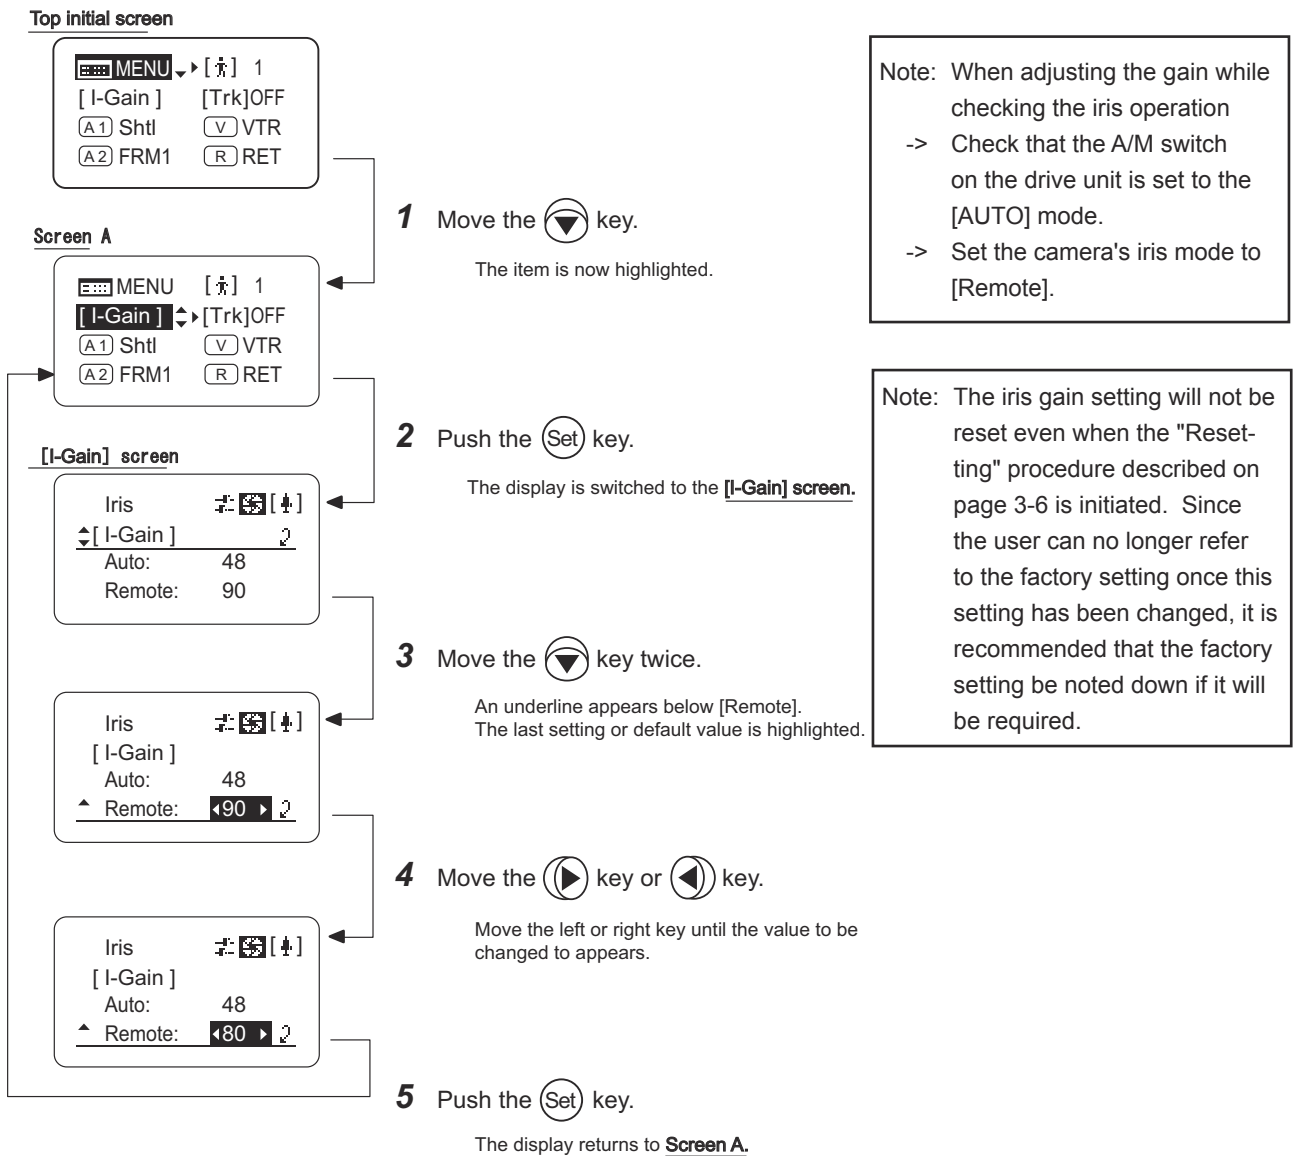 Top initial screen
MENU [ ] 1
[ I-Gain ] [Trk]OFF
A1 Shtl V VTR
A2 FRM1 R RET
Screen A
MENU [ ] 1
[ I-Gain ] [Trk]OFF
A1 Shtl V VTR
A2 FRM1 R RET
[I-Gain] screen
Iris [ ]
[ I-Gain ]
Auto: 48
Remote: 90
Iris [ ]
[ I-Gain ]
Auto: 48
Remote: 90
Iris [ ]
[ I-Gain ]
Auto: 48
Remote: 80
1 Move the key.
The item is now highlighted.
2 Push the Set key.
The display is switched to the [I-Gain] screen.
3 Move the key twice.
An underline appears below [Remote].
The last setting or default value is highlighted.
4 Move the key or key.
Move the left or right key until the value to be
changed to appears.
5 Push the Set key.
The display returns to Screen A.
Note: When adjusting the gain while
checking the iris operation
-> Check that the A/M switch
on the drive unit is set to the
[AUTO] mode.
-> Set the camera's iris mode to
[Remote].
Note: The iris gain setting will not be
reset even when the "Reset-
ting" procedure described on
page 3-6 is initiated. Since
the user can no longer refer
to the factory setting once this
setting has been changed, it is
recommended that the factory
setting be noted down if it will
be required.